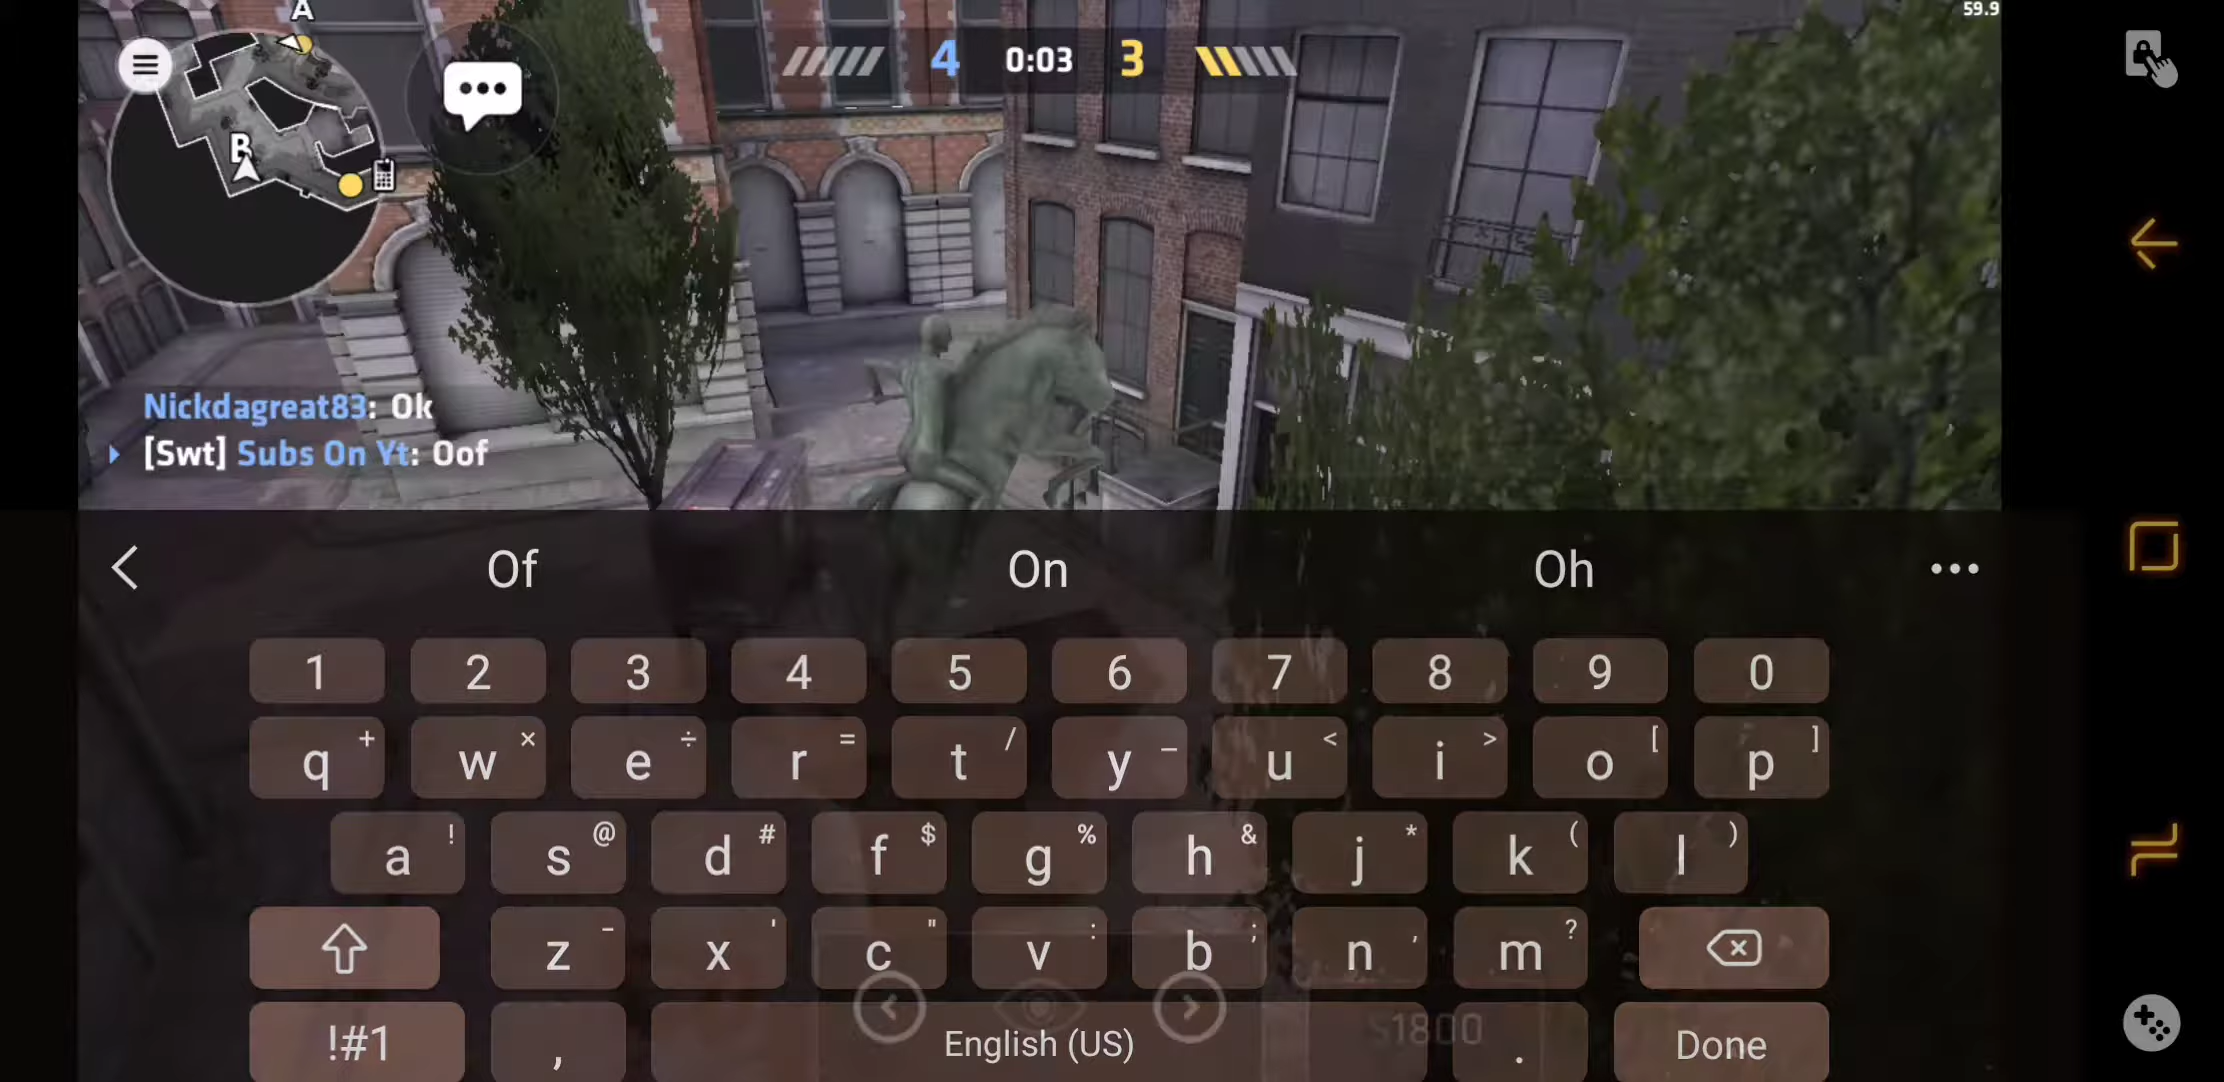 A
59.9
4 0:03 3
B
Nickdagreat83: Ok
[Swt] Subs On Yt: Oof
Of On Oh
1 2 3 4 5 6 7 8 9 0
q + w × e ÷ r = t / y _ u < i > o [ p ]
a ! s @ d # f $ g % h & j * k ( l )
z - x ' c " v : b ; n , m ?
!#1 , English (US) . Done
$1800